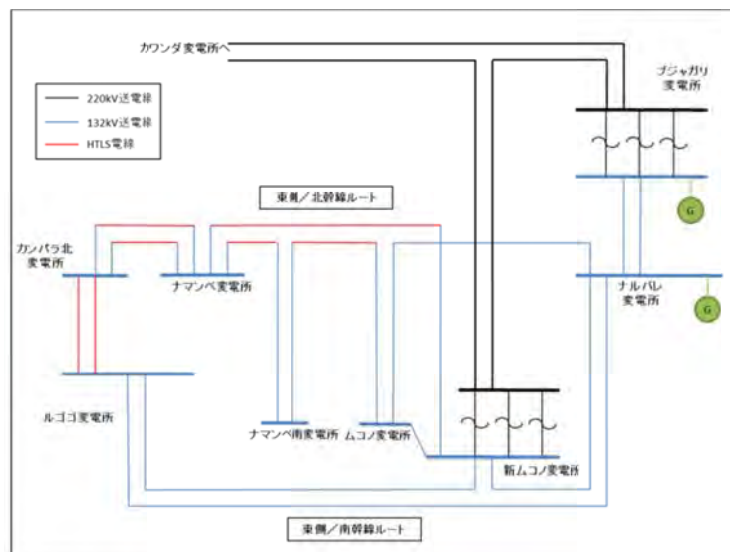 カワンダ変電所へ
ブジャガリ
変電所
220kV送電線
132kV送電線
HTLS電線
東側/北幹線ルート
G
カンパラ北
変電所
ナマンベ変電所
ナルバレ
変電所
G
ルゴゴ変電所
ナマンベ南変電所
ムコノ変電所
新ムコノ変電所
東側/南幹線ルート